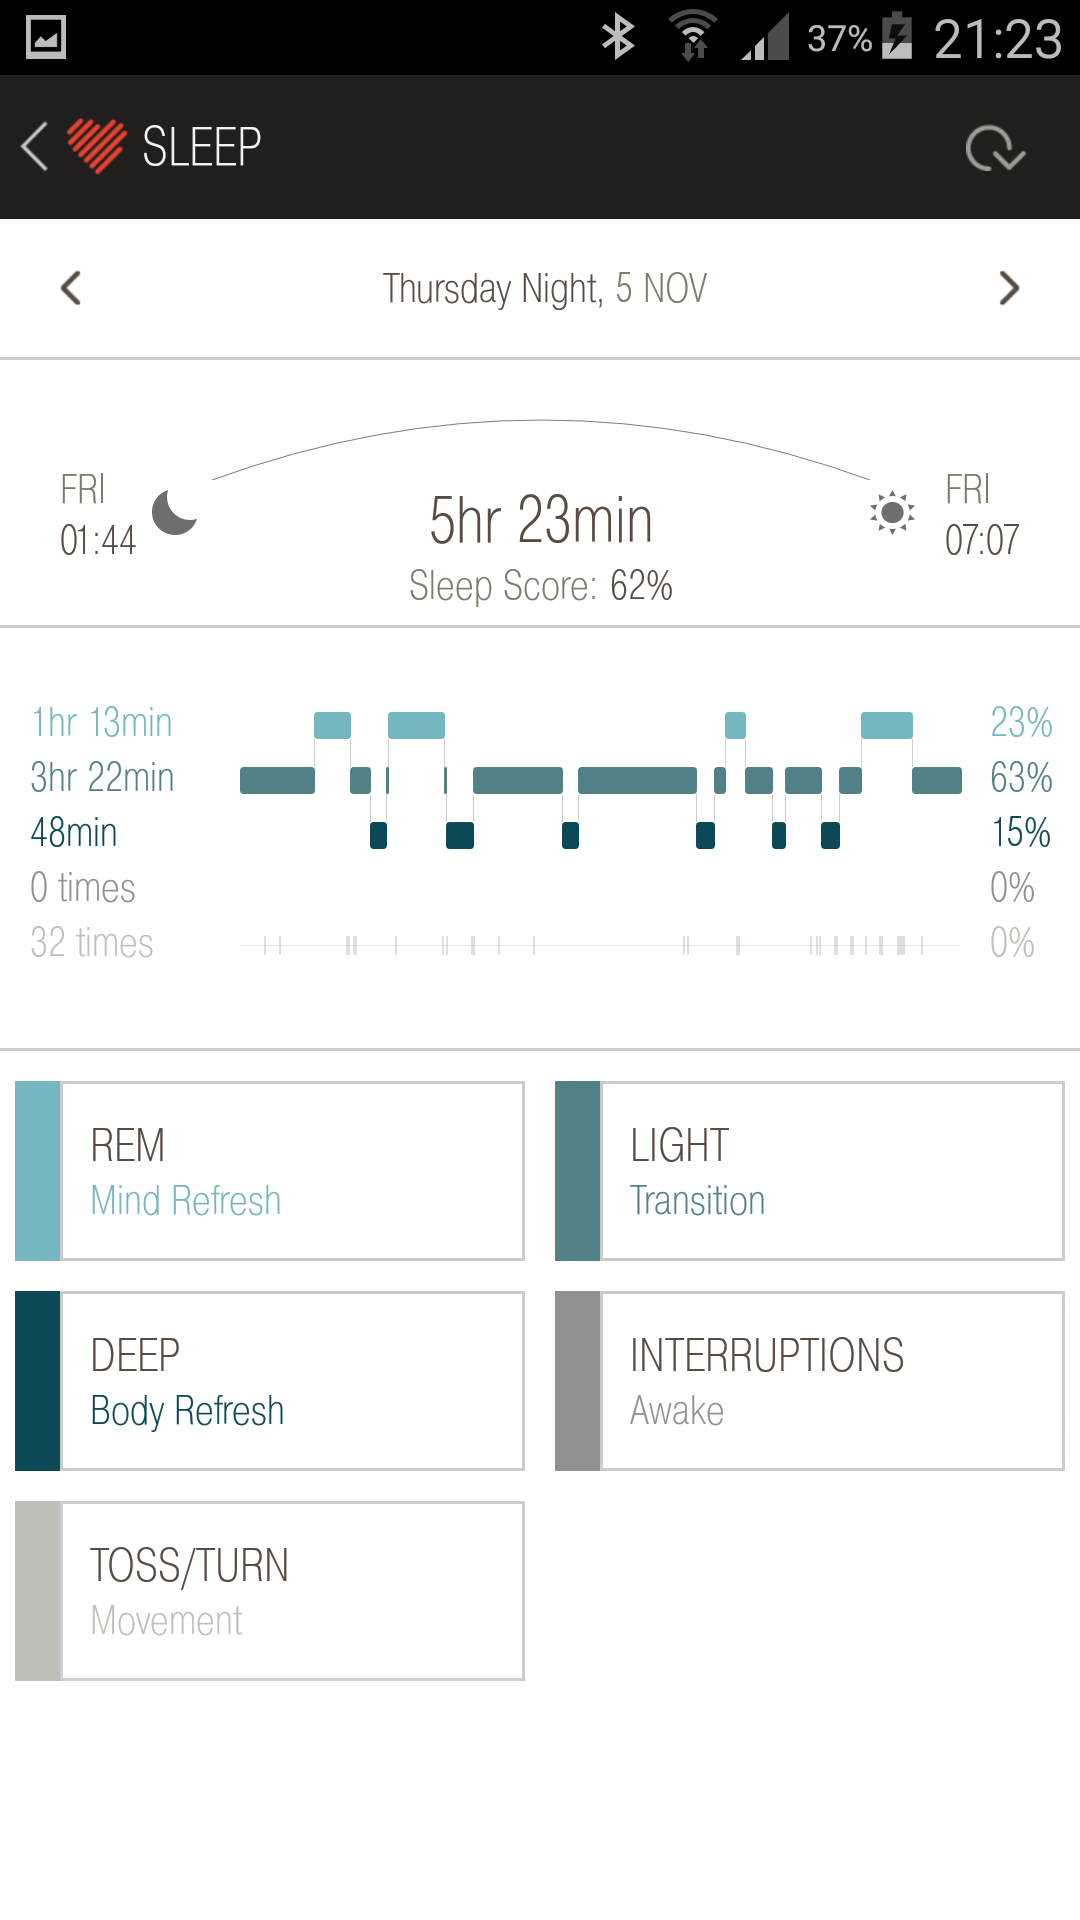 37% 21:23
SLEEP
Thursday Night, 5 NOV
FRI
01:44
5hr 23min
Sleep Score: 62%
FRI
07:07
1hr 13min 23%
3hr 22min 63%
48min 15%
0 times 0%
32 times 0%
REM
Mind Refresh
LIGHT
Transition
DEEP
Body Refresh
INTERRUPTIONS
Awake
TOSS/TURN
Movement